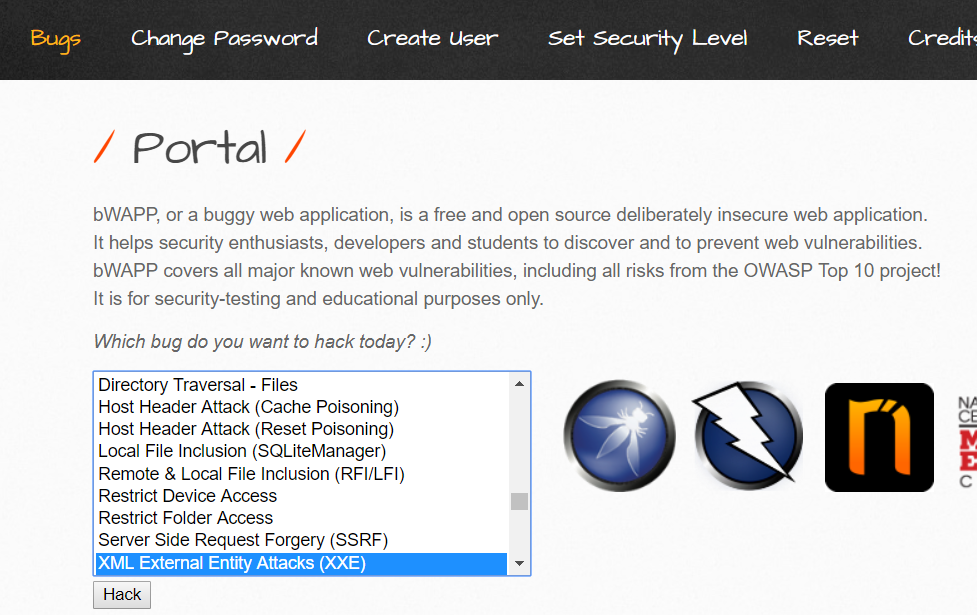 Bugs Change Password Create User Set Security Level Reset Credits
/ Portal /
bWAPP, or a buggy web application, is a free and open source deliberately insecure web application.
It helps security enthusiasts, developers and students to discover and to prevent web vulnerabilities.
bWAPP covers all major known web vulnerabilities, including all risks from the OWASP Top 10 project!
It is for security-testing and educational purposes only.
Which bug do you want to hack today? :)
Directory Traversal - Files
Host Header Attack (Cache Poisoning)
Host Header Attack (Reset Poisoning)
Local File Inclusion (SQLiteManager)
Remote & Local File Inclusion (RFI/LFI)
Restrict Device Access
Restrict Folder Access
Server Side Request Forgery (SSRF)
XML External Entity Attacks (XXE)
Hack